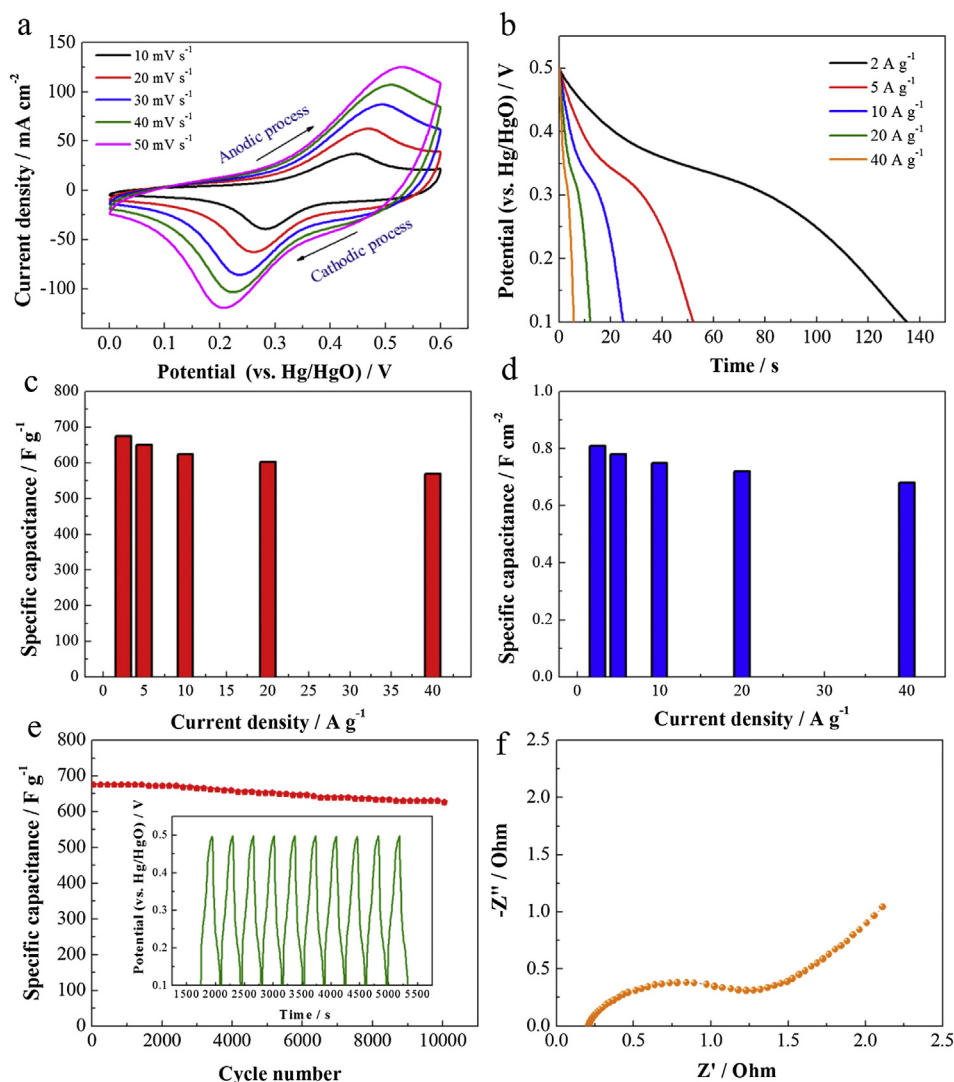 a
Current density / mA cm⁻²
150
125
100
50
0
-50
-100
10 mV s⁻¹
20 mV s⁻¹
30 mV s⁻¹
40 mV s⁻¹
50 mV s⁻¹
Anodic process
Cathodic process
0.0 0.1 0.2 0.3 0.4 0.5 0.6
Potential (vs. Hg/HgO) / V
b
Potential (vs. Hg/HgO) / V
0.5
0.4
0.3
0.2
0.1
2 A g⁻¹
5 A g⁻¹
10 A g⁻¹
20 A g⁻¹
40 A g⁻¹
0 20 40 60 80 100 120 140
Time / s
c
Specific capacitance / F g⁻¹
800
700
600
500
400
300
200
100
0
0 5 10 15 20 25 30 35 40
Current density / A g⁻¹
d
Specific capacitance / F cm⁻²
1.0
0.8
0.6
0.4
0.2
0.0
0 10 20 30 40
Current density / A g⁻¹
e
Specific capacitance / F g⁻¹
800
700
600
500
400
300
200
100
0
Potential (vs. Hg/HgO) / V
0.5
0.4
0.3
0.2
0.1
1500 2000 2500 3000 3500 4000 4500 5000 5500
Time / s
0 2000 4000 6000 8000 10000
Cycle number
f
-Z'' / Ohm
2.5
2.0
1.5
1.0
0.5
0.0
0.0 0.5 1.0 1.5 2.0 2.5
Z' / Ohm